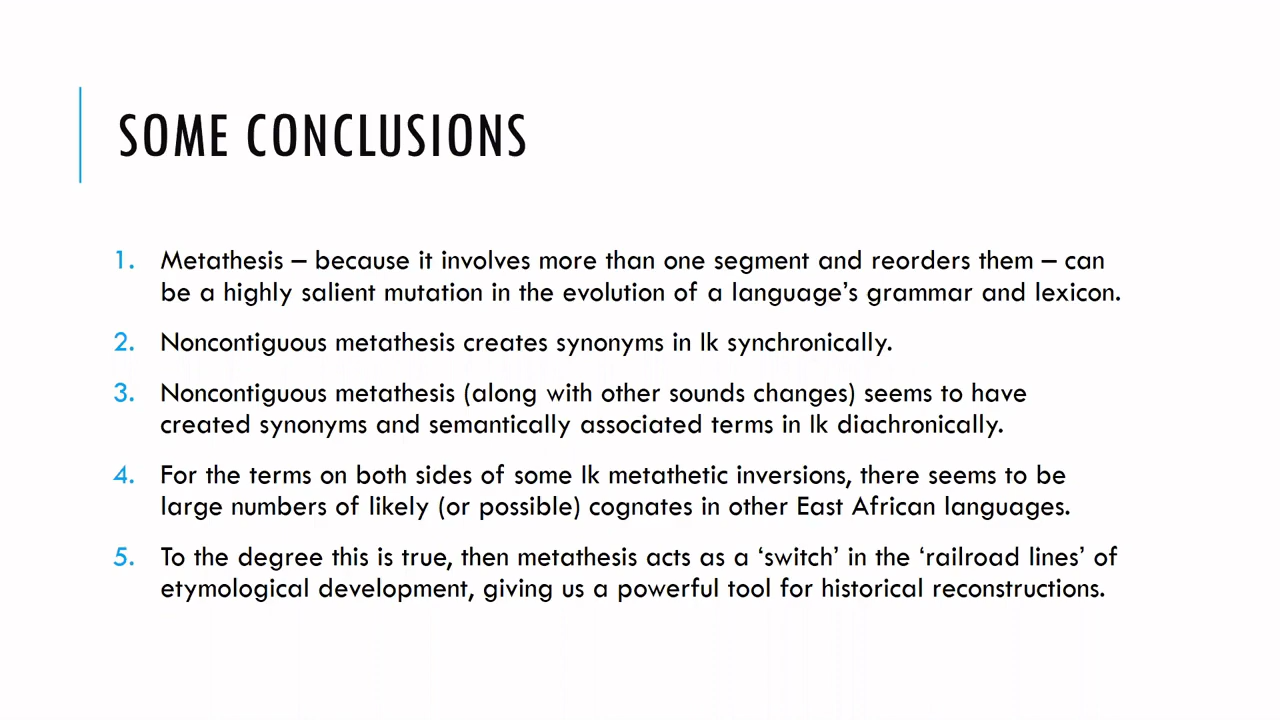 SOME CONCLUSIONS
1. Metathesis – because it involves more than one segment and reorders them – can
be a highly salient mutation in the evolution of a language’s grammar and lexicon.
2. Noncontiguous metathesis creates synonyms in Ik synchronically.
3. Noncontiguous metathesis (along with other sounds changes) seems to have
created synonyms and semantically associated terms in Ik diachronically.
4. For the terms on both sides of some Ik metathetic inversions, there seems to be
large numbers of likely (or possible) cognates in other East African languages.
5. To the degree this is true, then metathesis acts as a ‘switch’ in the ‘railroad lines’ of
etymological development, giving us a powerful tool for historical reconstructions.